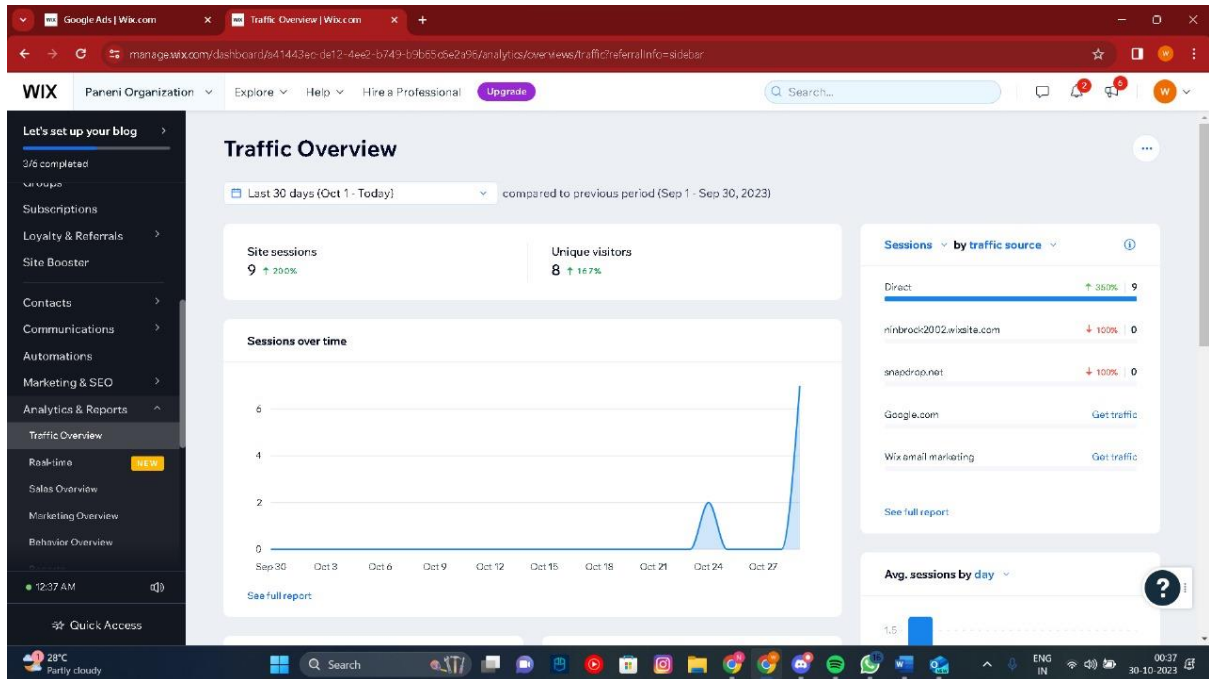 Google Ads | Wix.com
Traffic Overview | Wix.com
manage.wix.com/dashboard/a41443ec-de12-4ee2-b749-b9b65d6e2a96/analytics/overviews/traffic?referralInfo=sidebar
WIX Paneni Organization Explore Help Hire a Professional Upgrade Search... 2 6 W
Let's set up your blog
3/6 completed
Groups
Subscriptions
Loyalty & Referrals
Site Booster
Contacts
Communications
Automations
Marketing & SEO
Analytics & Reports
Traffic Overview
Real-time NEW
Sales Overview
Marketing Overview
Behavior Overview
12:37 AM
Quick Access
Traffic Overview
Last 30 days (Oct 1 - Today) compared to previous period (Sep 1 - Sep 30, 2023)
Site sessions
9 ↑ 200%
Unique visitors
8 ↑ 167%
Sessions over time
6
4
2
0
Sep 30 Oct 3 Oct 6 Oct 9 Oct 12 Oct 15 Oct 18 Oct 21 Oct 24 Oct 27
See full report
Sessions by traffic source
Direct ↑ 350% 9
ninbrock2002.wixsite.com ↓ 100% 0
snapdrop.net ↓ 100% 0
Google.com Get traffic
Wix email marketing Get traffic
See full report
Avg. sessions by day
1.5
?
1 28°C
Partly cloudy
Search
ENG
IN
00:37
30-10-2023